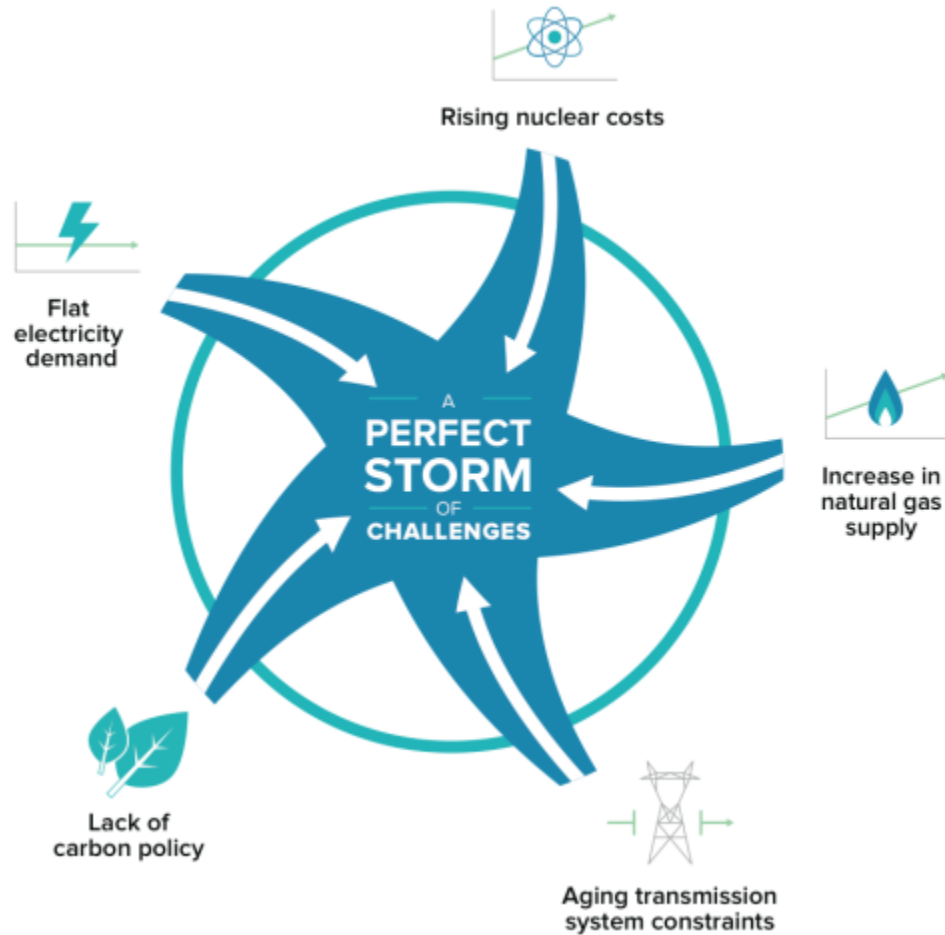 Rising nuclear costs
Flat
electricity
demand
A
PERFECT
STORM
OF
CHALLENGES
Increase in
natural gas
supply
Lack of
carbon policy
Aging transmission
system constraints